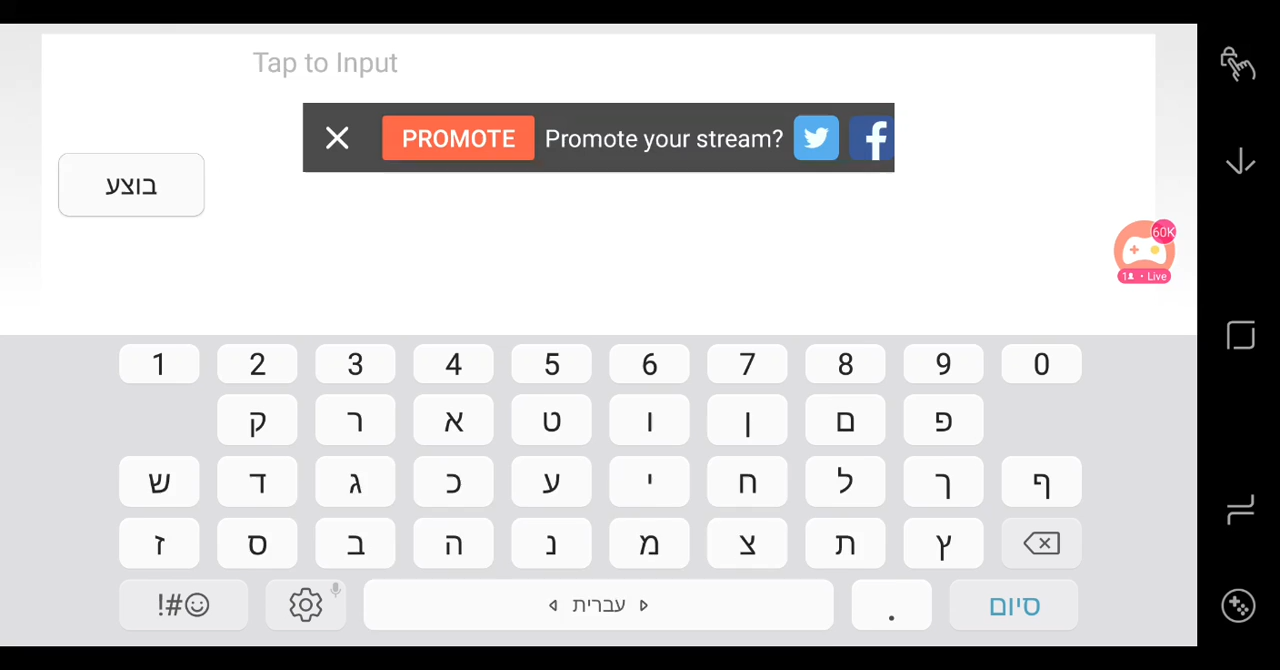 Tap to Input
PROMOTE Promote your stream?
בוצע
60K
1 • Live
1 2 3 4 5 6 7 8 9 0
ק ר א ט ו ן ם פ
ש ד ג כ ע י ח ל ך ף
ז ס ב ה נ מ צ ת ץ
!#☺ עברית . סיום